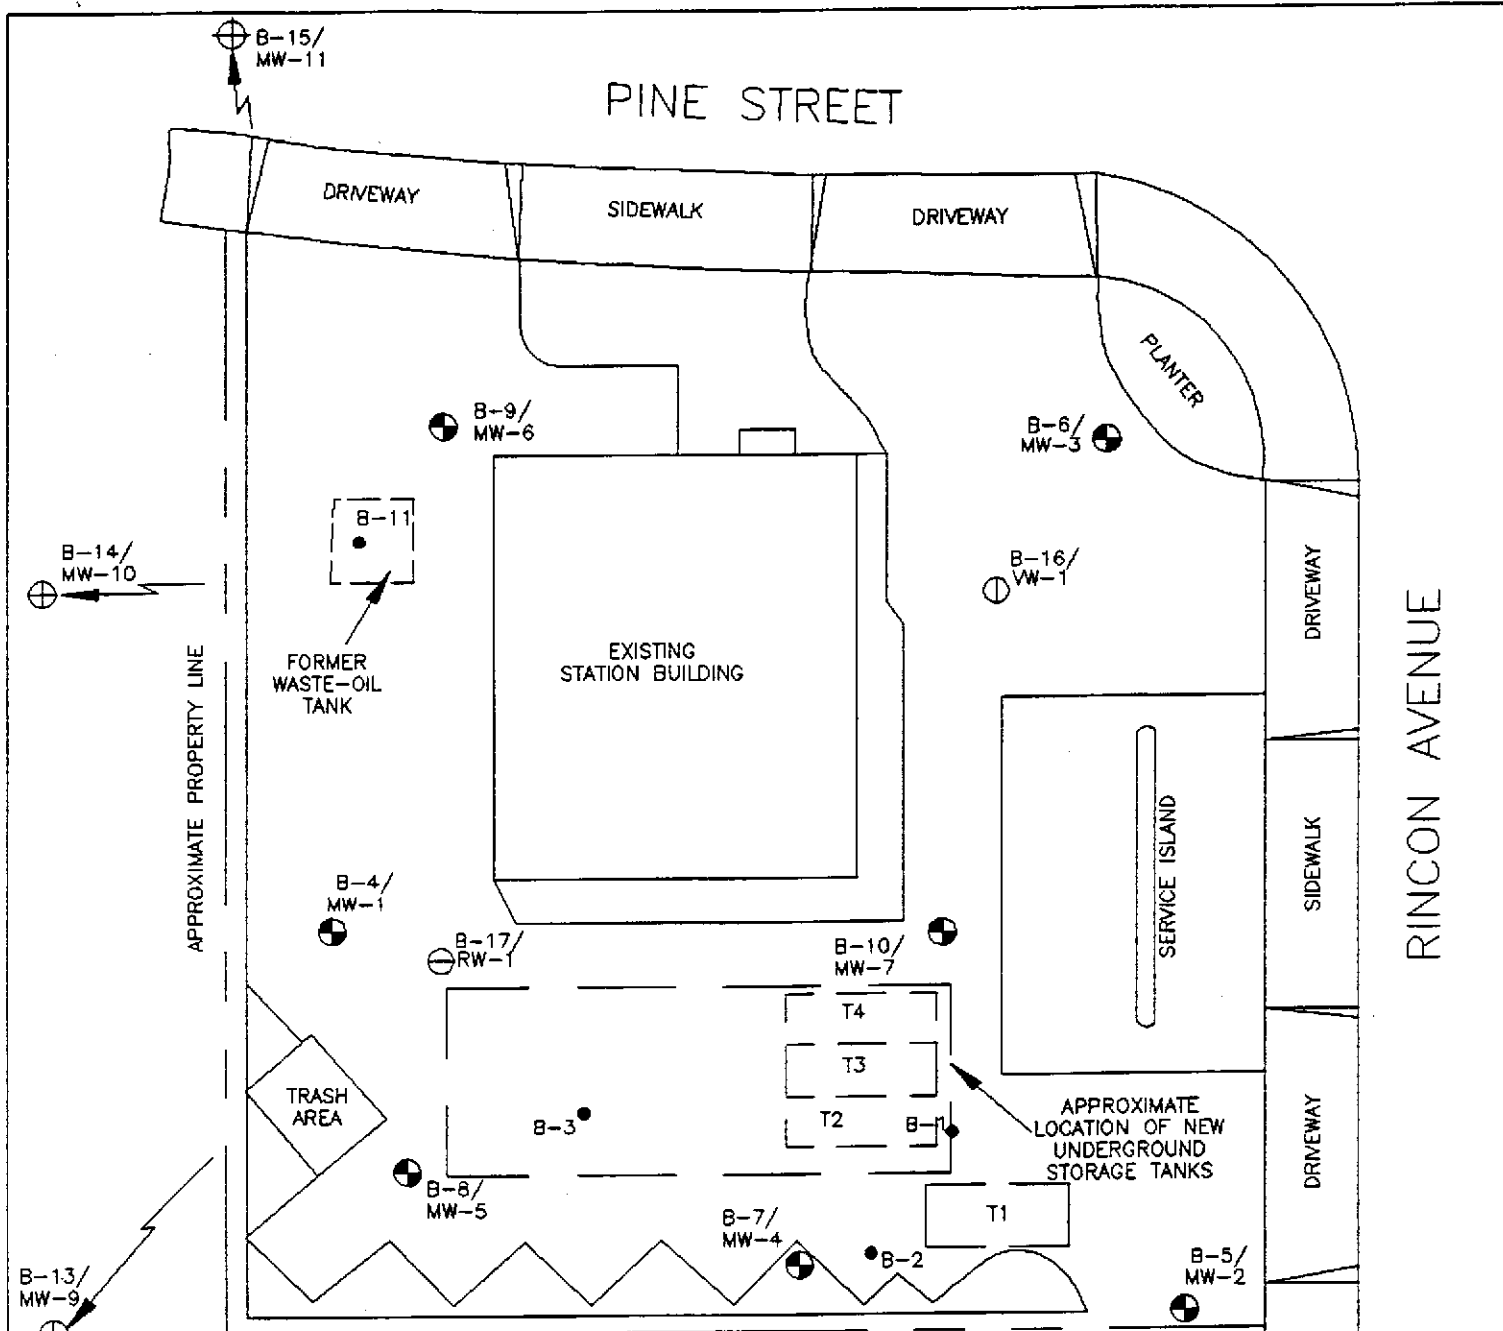 B-15/
MW-11
PINE STREET
DRIVEWAY
SIDEWALK
DRIVEWAY
PLANTER
B-9/
MW-6
B-6/
MW-3
B-11
B-14/
MW-10
B-16/
VW-1
DRIVEWAY
RINCON AVENUE
FORMER
WASTE-OIL
TANK
EXISTING
STATION BUILDING
APPROXIMATE PROPERTY LINE
SERVICE ISLAND
SIDEWALK
B-4/
MW-1
B-17/
RW-1
B-10/
MW-7
T4
T3
T2
B-1
B-3
TRASH
AREA
APPROXIMATE
LOCATION OF NEW
UNDERGROUND
STORAGE TANKS
DRIVEWAY
B-8/
MW-5
T1
B-7/
MW-4
B-2
B-5/
MW-2
B-13/
MW-9